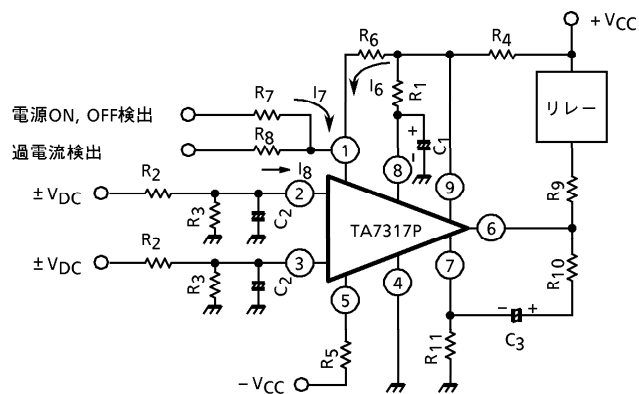 + VCC
R6
R4
I6
R7
I7
R1
電源ON, OFF検出
リレー
+
C1
R8
−
過電流検出
1
I8
8
9
R2
2
± VDC
R3
C2
R9
TA7317P
6
R2
3
± VDC
R3
C2
7
5
4
R10
− +
C3
R5
R11
− VCC